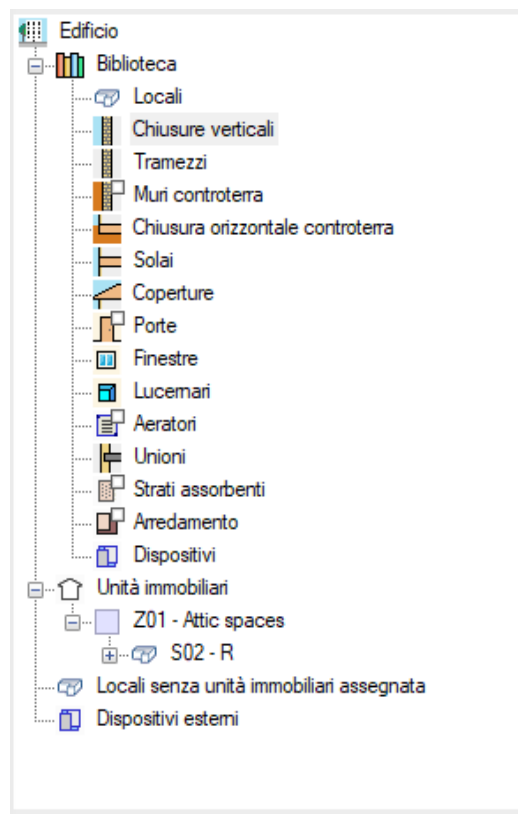 Edificio
Biblioteca
Locali
Chiusure verticali
Tramezzi
Muri controterra
Chiusura orizzontale controterra
Solai
Coperture
Porte
Finestre
Lucernari
Aeratori
Unioni
Strati assorbenti
Arredamento
Dispositivi
Unità immobiliari
Z01 - Attic spaces
S02 - R
Locali senza unità immobiliari assegnata
Dispositivi esterni